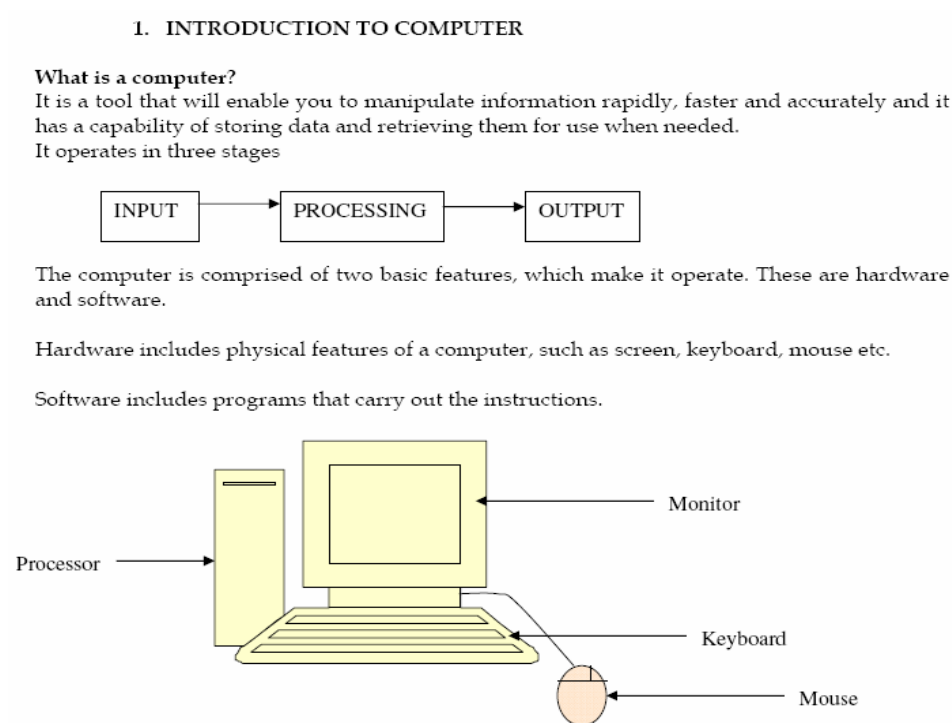 1. INTRODUCTION TO COMPUTER
What is a computer?
It is a tool that will enable you to manipulate information rapidly, faster and accurately and it
has a capability of storing data and retrieving them for use when needed.
It operates in three stages
INPUT PROCESSING OUTPUT
The computer is comprised of two basic features, which make it operate. These are hardware
and software.
Hardware includes physical features of a computer, such as screen, keyboard, mouse etc.
Software includes programs that carry out the instructions.
Monitor
Processor
Keyboard
Mouse